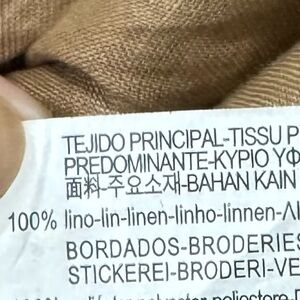 TEJIDO PRINCIPAL-TISSU P
PREDOMINANTE-ΚΥΡΙΟ ΥΦ
面料-주요소재-BAHAN KAIN
100% lino-lin-linen-linho-linnen-ΛΙ
BORDADOS-BRODERIES
STICKEREI-BRODERI-VE